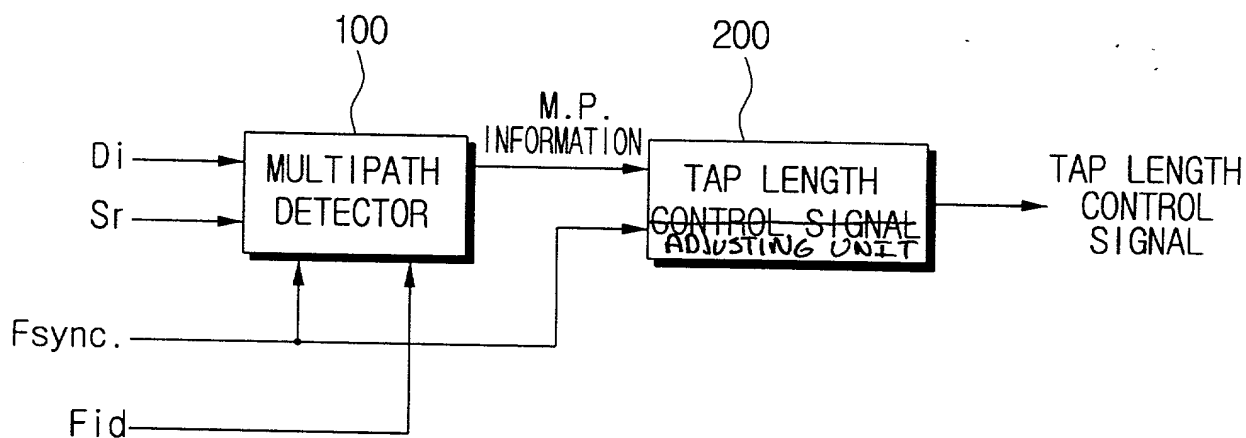 100
200
M.P.
INFORMATION
Di
Sr
MULTIPATH
DETECTOR
TAP LENGTH
CONTROL SIGNAL
ADJUSTING UNIT
TAP LENGTH
CONTROL
SIGNAL
Fsync.
Fid